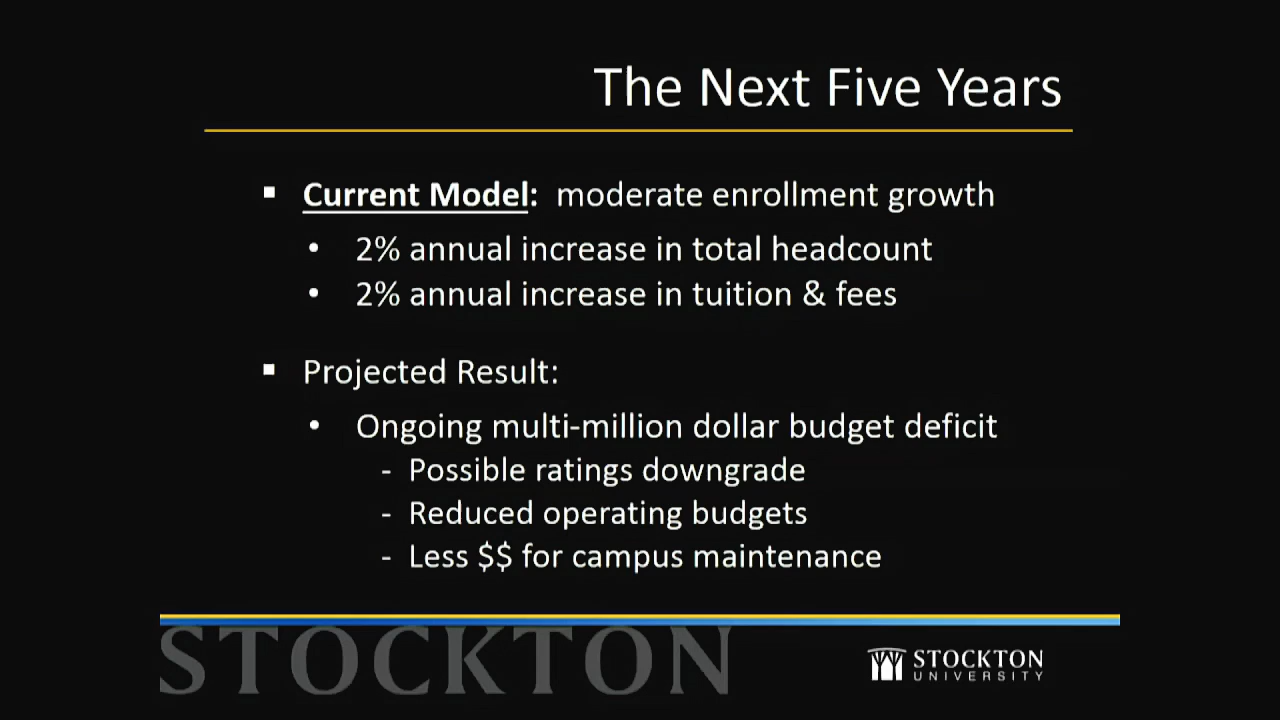 The Next Five Years
▪ Current Model: moderate enrollment growth
• 2% annual increase in total headcount
• 2% annual increase in tuition & fees
▪ Projected Result:
• Ongoing multi-million dollar budget deficit
- Possible ratings downgrade
- Reduced operating budgets
- Less $$ for campus maintenance
STOCKTON
STOCKTON
UNIVERSITY